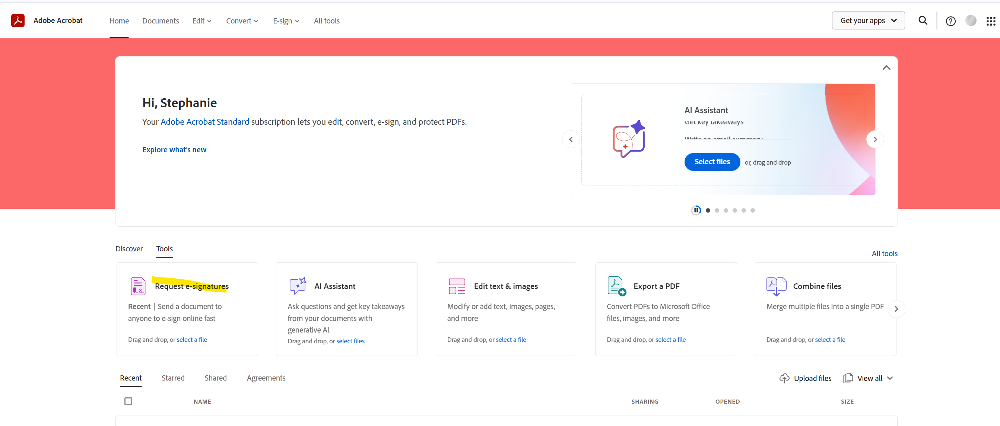 Adobe Acrobat
Home
Documents
Edit
Convert
E-sign
All tools
Get your apps
Hi, Stephanie
Your Adobe Acrobat Standard subscription lets you edit, convert, e-sign, and protect PDFs.
Explore what's new
AI Assistant
Get key takeaways
Write an email summary
Select files
or, drag and drop
Discover
Tools
All tools
Request e-signatures
Recent | Send a document to
anyone to e-sign online fast
Drag and drop, or select a file
AI Assistant
Ask questions and get key takeaways
from your documents with
generative AI.
Drag and drop, or select files
Edit text & images
Modify or add text, images, pages,
and more
Drag and drop, or select a file
Export a PDF
Convert PDFs to Microsoft Office
files, images, and more
Drag and drop, or select a file
Combine files
Merge multiple files into a single PDF
Drag and drop, or select a file
Recent
Starred
Shared
Agreements
Upload files
View all
NAME
SHARING
OPENED
SIZE